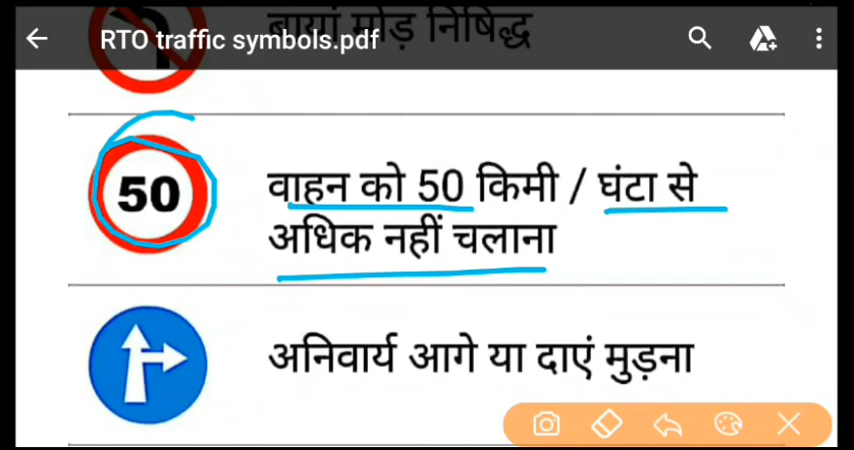 RTO traffic symbols.pdf
बायां मोड़ निषिद्ध
50
वाहन को 50 किमी / घंटा से
अधिक नहीं चलाना
अनिवार्य आगे या दाएं मुड़ना